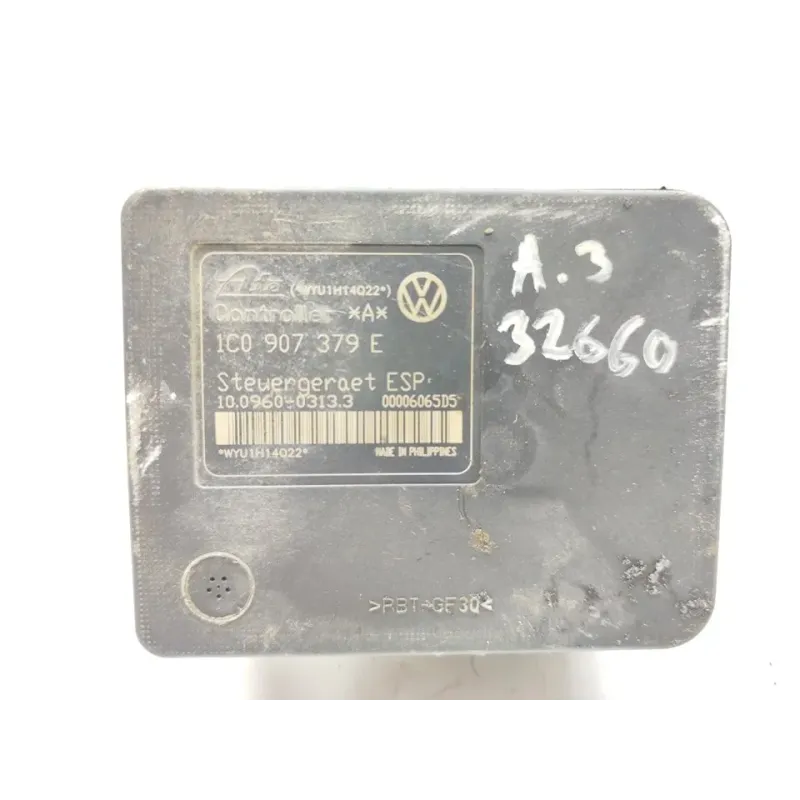 Ate (*WYU1H14Q22*)
Controller *A*
1C0 907 379 E
Steuergeraet ESP
10.0960-0313.3 00006065D5
*WYU1H14Q22* MADE IN PHILIPPINES
A.3
32660
>PBT-GF30<